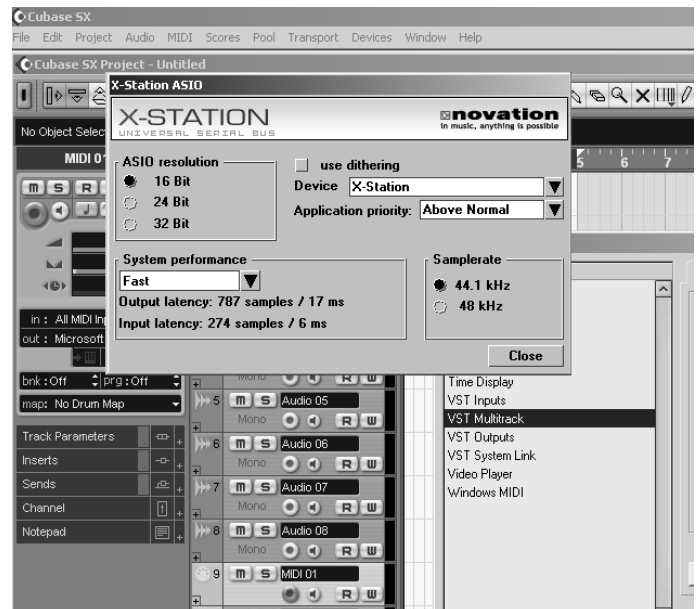 Cubase SX
File Edit Project Audio MIDI Scores Pool Transport Devices Window Help
Cubase SX Project - Untitled
X-Station ASIO
No Object Selec
X-STATION
UNIVERSAL SERIAL BUS
novation
in music, anything is possible
MIDI 01
5 6 7
ASIO resolution
16 Bit
24 Bit
32 Bit
use dithering
Device X-Station
Application priority: Above Normal
M S R
System performance
Fast
Output latency: 787 samples / 17 ms
Input latency: 274 samples / 6 ms
Samplerate
44.1 kHz
48 kHz
Close
in : All MIDI In
out : Microsoft
bnk : Off prg : Off
map: No Drum Map
Track Parameters
Inserts
Sends
Channel
Notepad
Mono R W
5 M S Audio 05
Mono R W
6 M S Audio 06
Mono R W
7 M S Audio 07
Mono R W
8 M S Audio 08
Mono R W
9 M S MIDI 01
R W
Time Display
VST Inputs
VST Multitrack
VST Outputs
VST System Link
Video Player
Windows MIDI